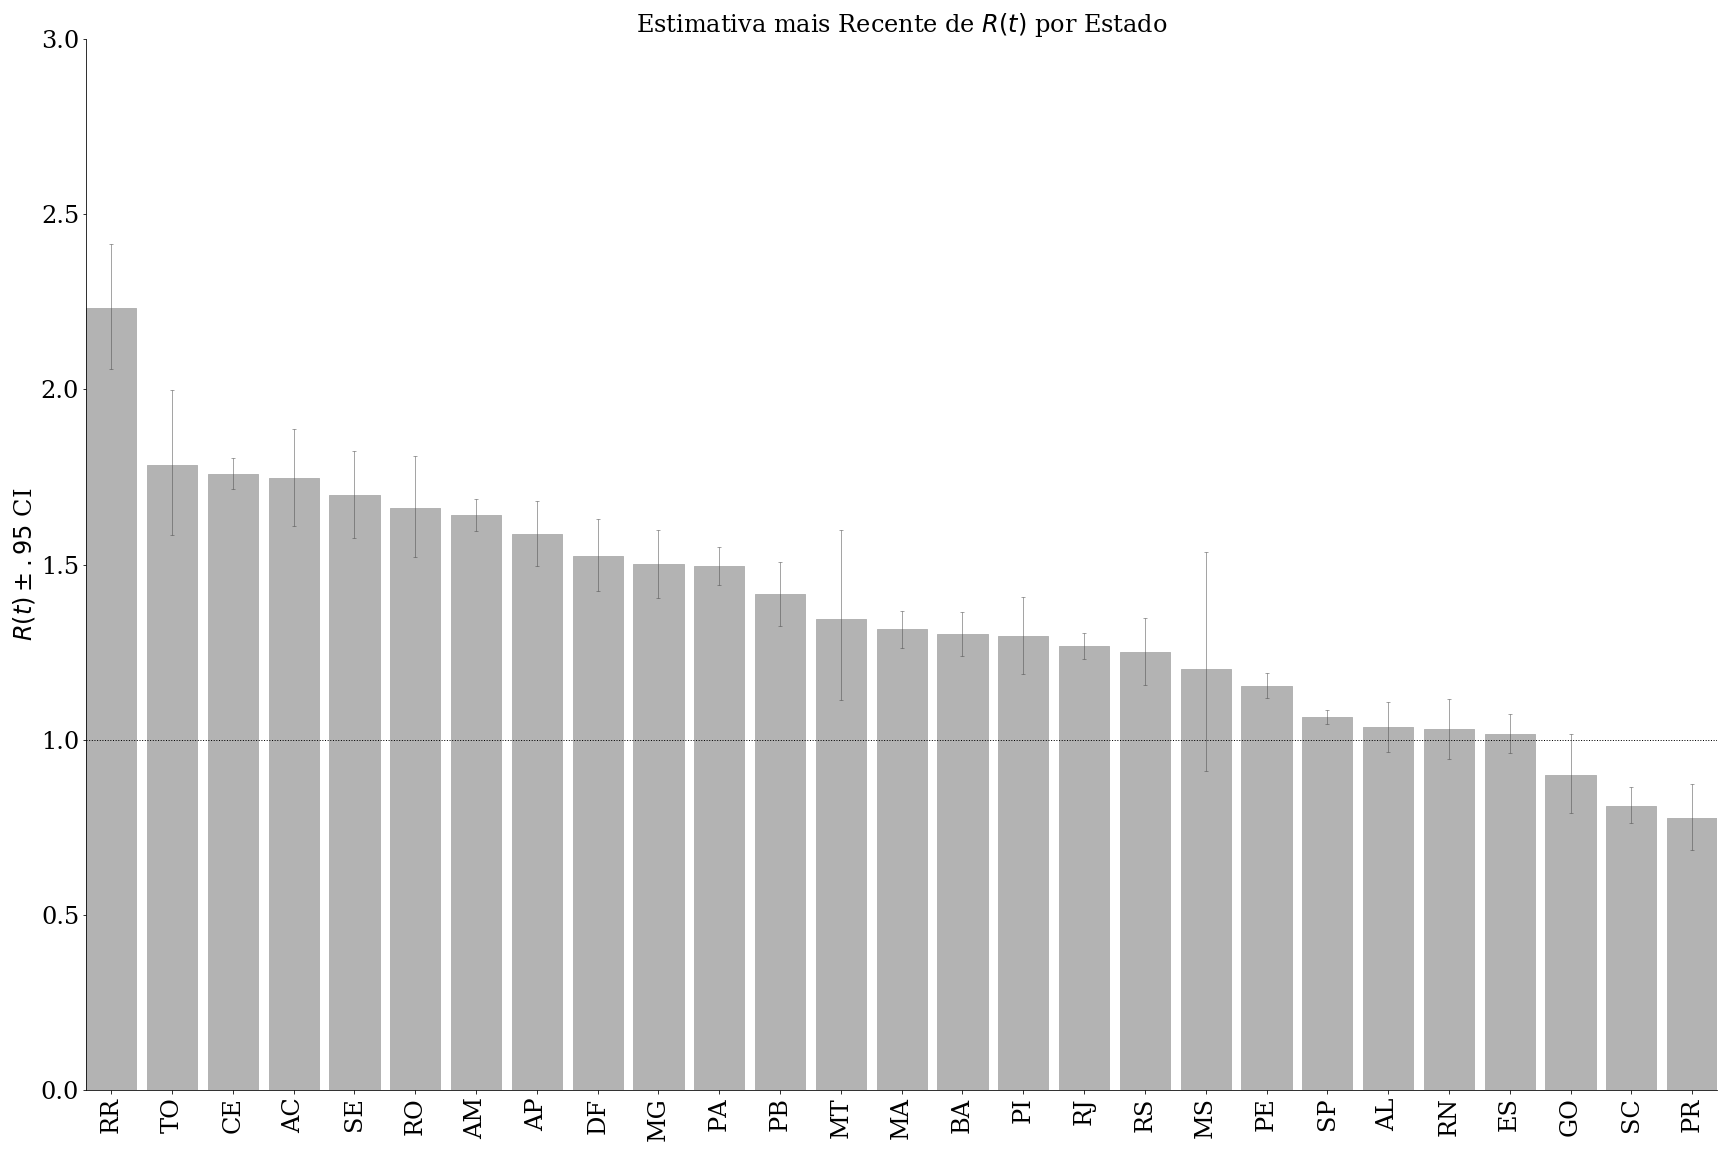 Estimativa mais Recente de R(t) por Estado
R(t) ± .95 CI
3.0
2.5
2.0
1.5
1.0
0.5
0.0
RR TO CE AC SE RO AM AP DF MG PA PB MT MA BA PI RJ RS MS PE SP AL RN ES GO SC PR